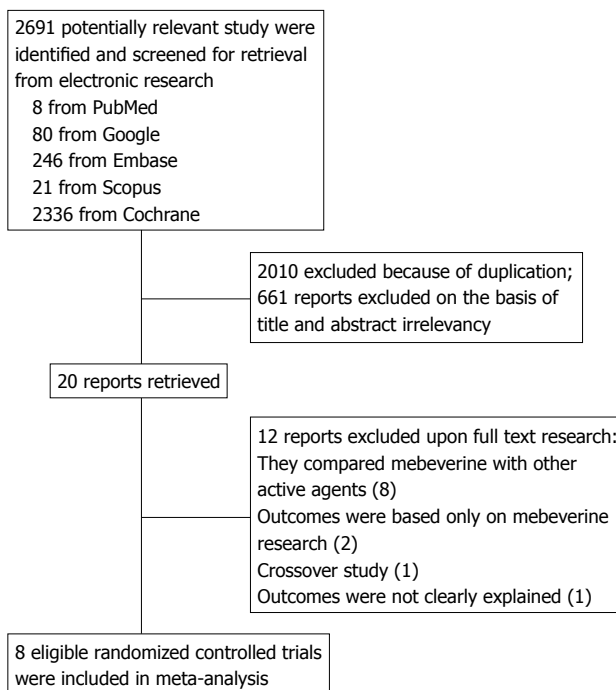 2691 potentially relevant study were
identified and screened for retrieval
from electronic research
8 from PubMed
80 from Google
246 from Embase
21 from Scopus
2336 from Cochrane
2010 excluded because of duplication;
661 reports excluded on the basis of
title and abstract irrelevancy
20 reports retrieved
12 reports excluded upon full text research:
They compared mebeverine with other
active agents (8)
Outcomes were based only on mebeverine
research (2)
Crossover study (1)
Outcomes were not clearly explained (1)
8 eligible randomized controlled trials
were included in meta-analysis